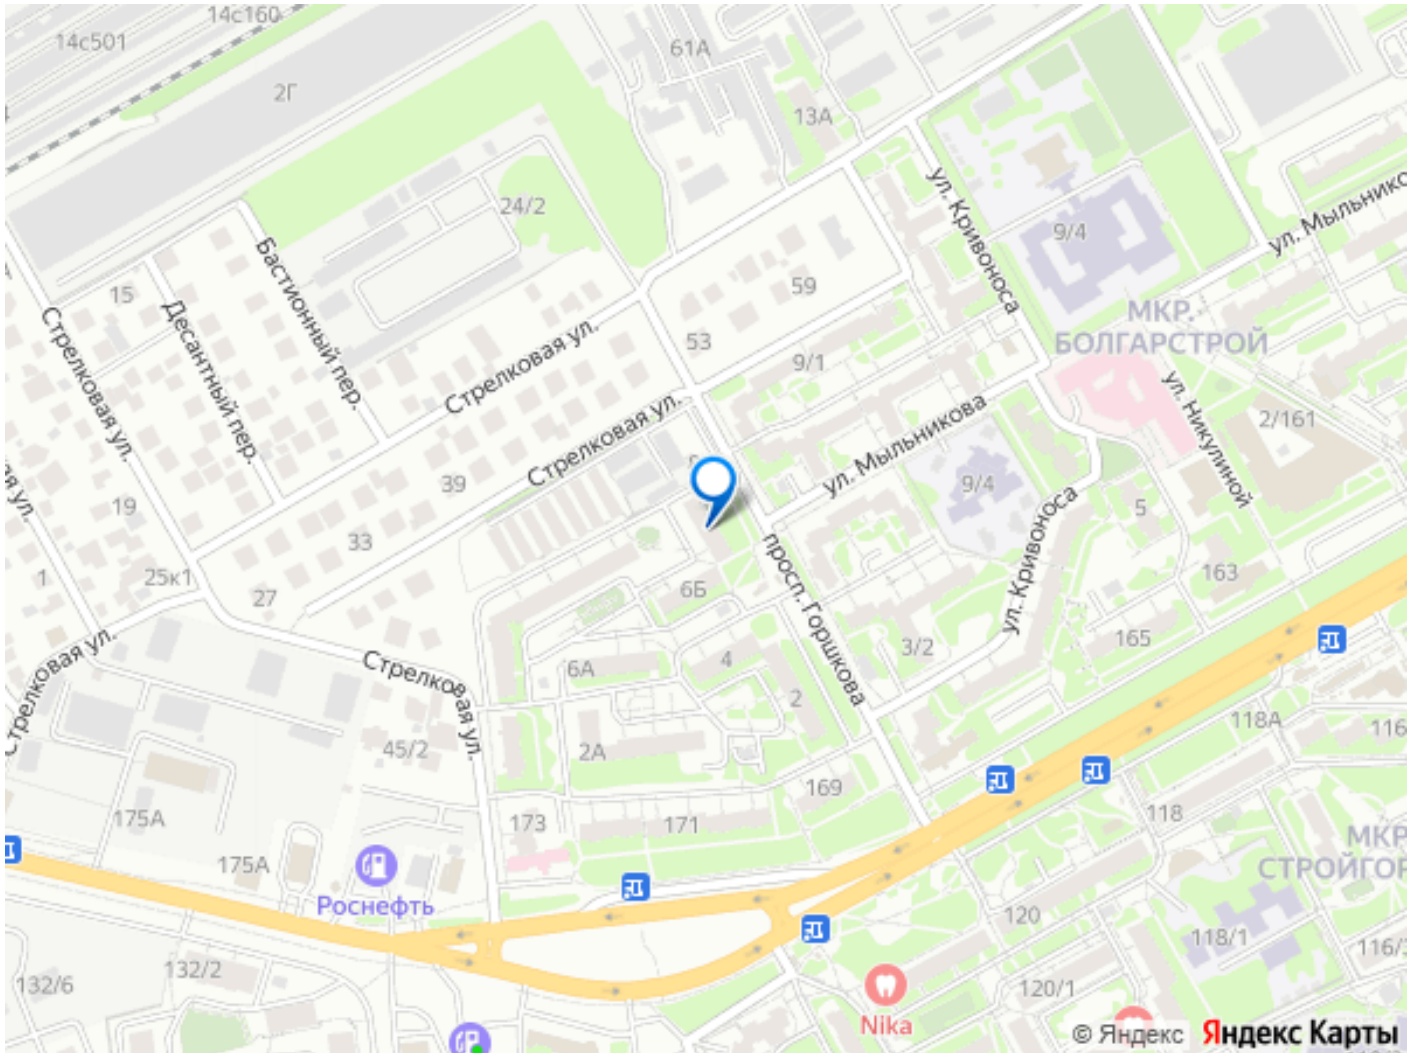 14с160
14с501
61А
2Г
13А
ул. Кривоноса
24/2
ул. Мыльнико
9/4
Бастионный пер.
59
15
Десантный пер.
МКР.
БОЛГАРСТРОЙ
Стрелковая ул.
53
Стрелковая ул.
9/1
ул. Никулиной
Стрелковая ул.
ул. Мыльникова
2/161
39
9/4
19
ая ул.
5
33
ул. Кривоноса
просп. Горшкова
1
25к1
27
6Б
163
165
Стрелковая ул.
3/2
Стрелковая ул.
6А
4
2
118А
116
45/2
2А
169
118
175А
173
171
МКР
СТРОЙГОР
175А
Роснефть
120
118/1
116/3
132/2
132/6
120/1
Nika
© Яндекс Яндекс Карты